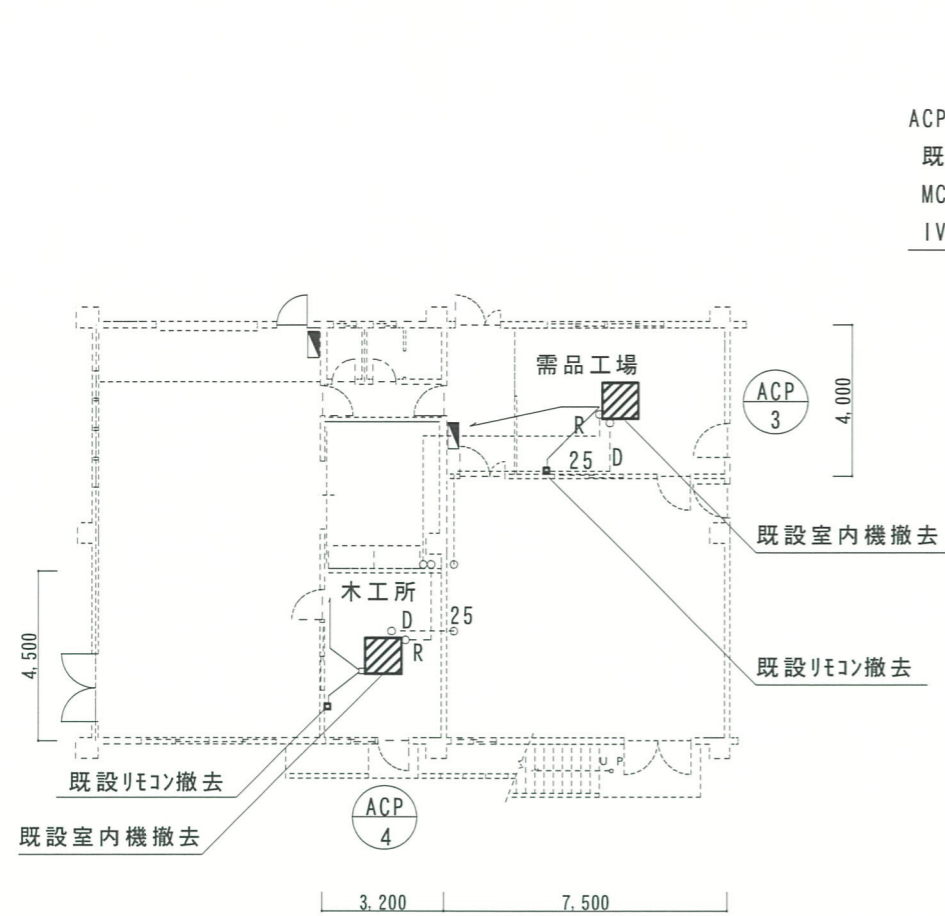 ACP
既
MC
IV
需品工場
ACP
3
4,000
R
25 D
既設室内機撤去
木工所
D 25
R
4,500
既設リモコン撤去
UP
既設リモコン撤去
ACP
4
既設室内機撤去
3,200 7,500